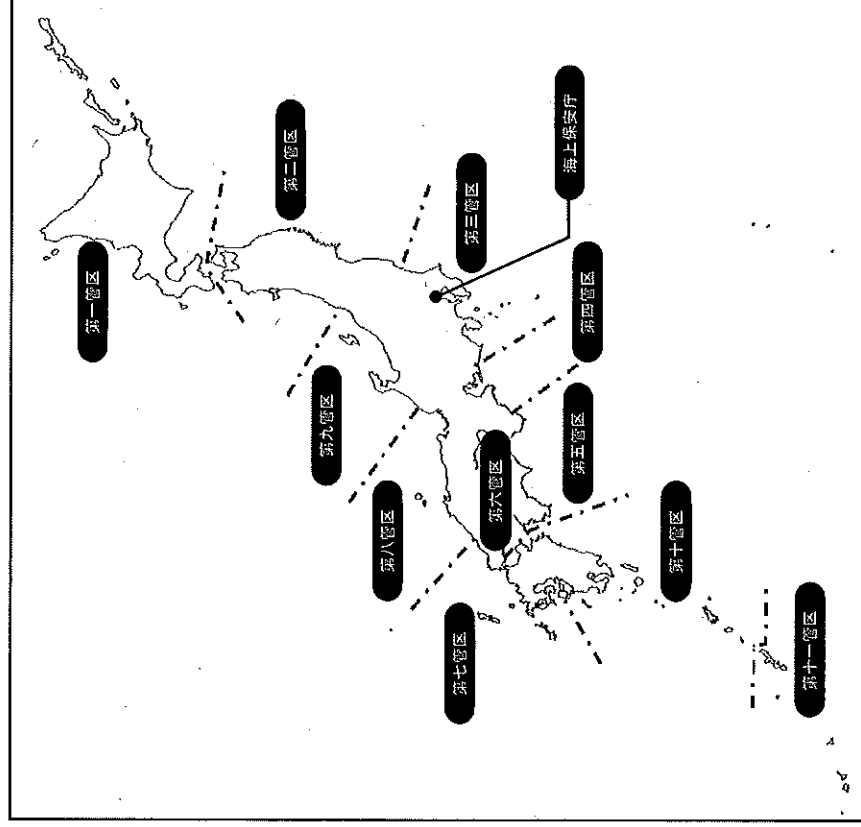 第一管区
第二管区
第三管区
海上保安庁
第四管区
第五管区
第六管区
第七管区
第八管区
第九管区
第十管区
第十一管区